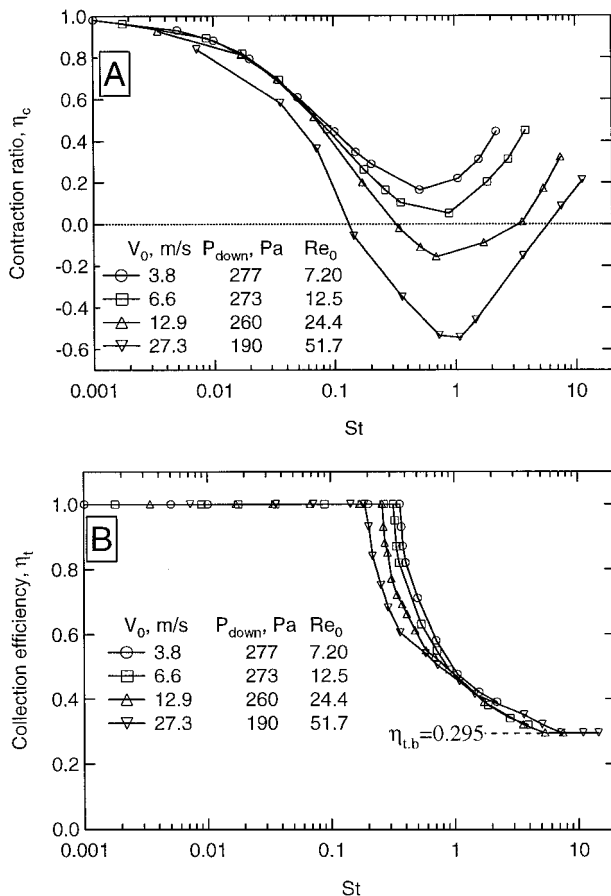 A
Contraction ratio, ηc
1.0
0.8
0.6
0.4
0.2
0.0
-0.2
-0.4
-0.6
V0, m/s Pdown, Pa Re0
3.8 277 7.20
6.6 273 12.5
12.9 260 24.4
27.3 190 51.7
0.001 0.01 0.1 1 10
St
B
Collection efficiency, ηt
1.0
0.8
0.6
0.4
0.2
0.0
V0, m/s Pdown, Pa Re0
3.8 277 7.20
6.6 273 12.5
12.9 260 24.4
27.3 190 51.7
ηt.b=0.295
0.001 0.01 0.1 1 10
St